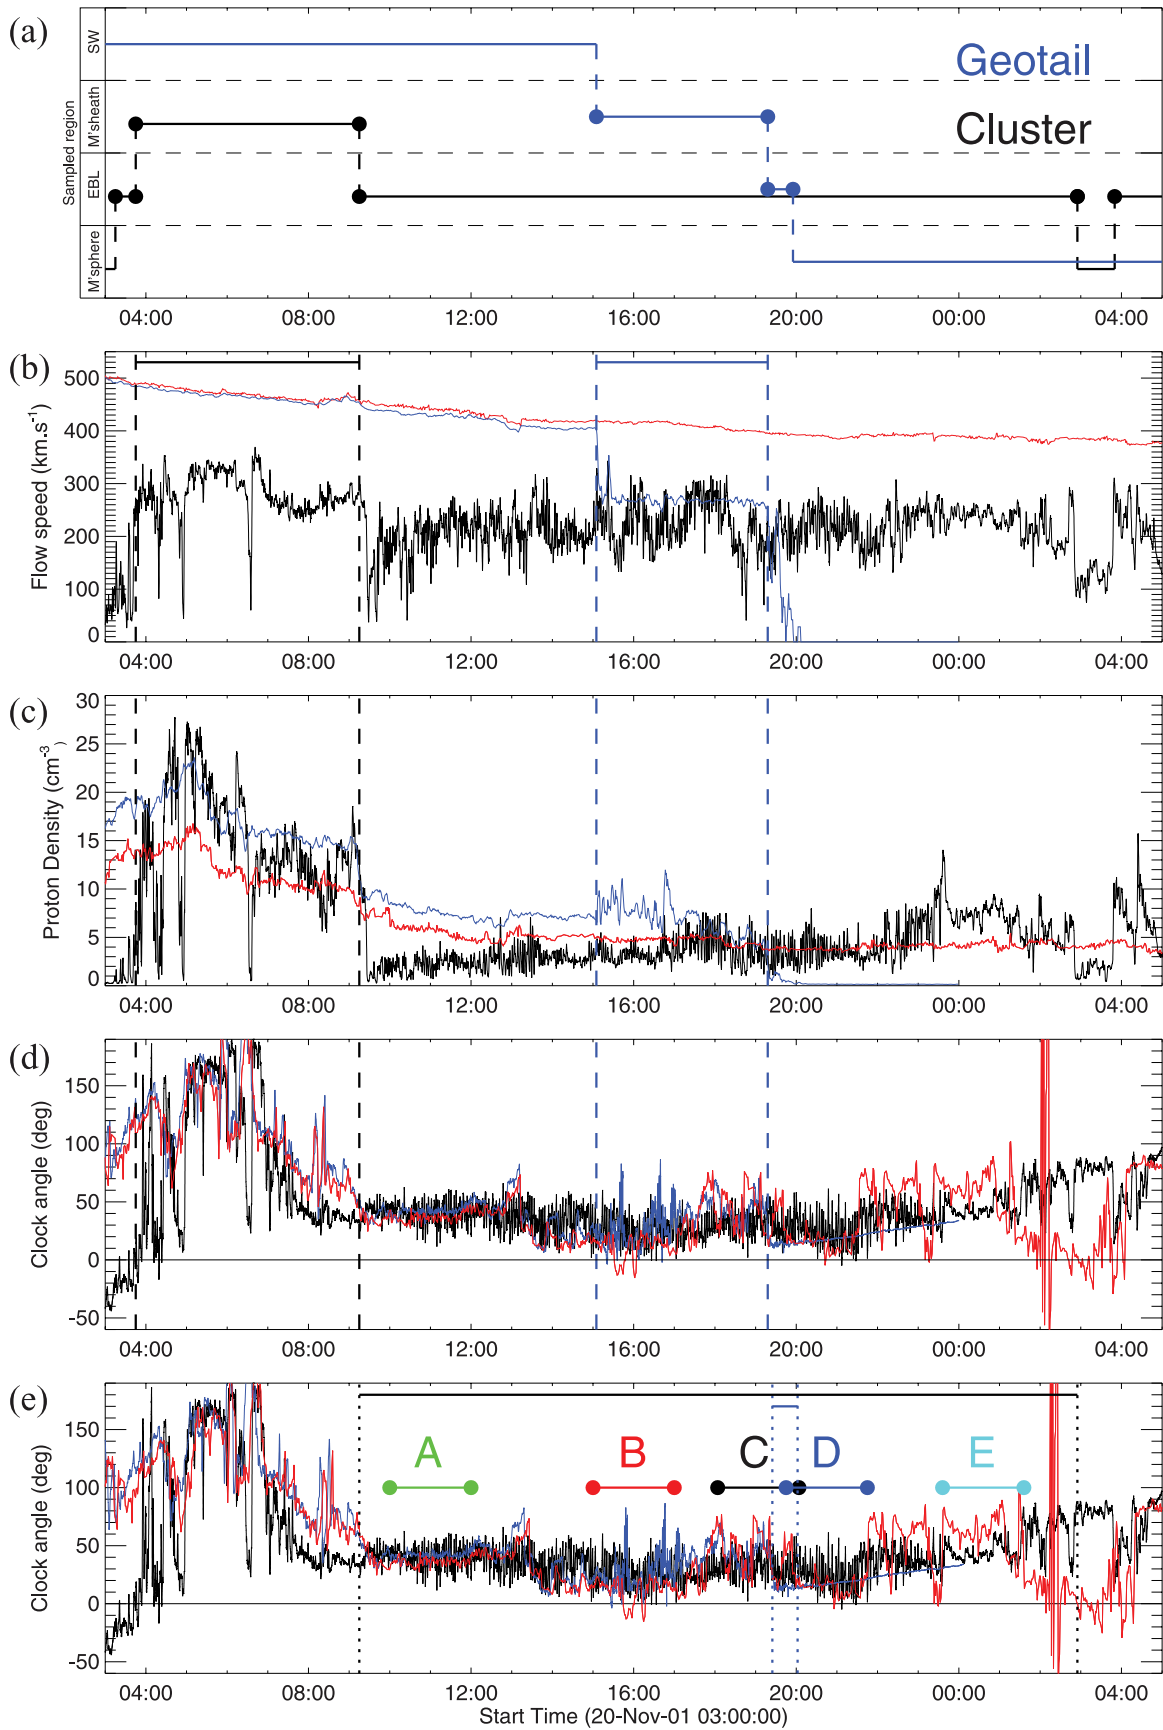 (a)
Sampled region
SW
M'sheath
EBL
M'sphere
Geotail
Cluster
04:00 08:00 12:00 16:00 20:00 00:00 04:00
(b)
Flow speed (km.s-1)
500
400
300
200
100
0
04:00 08:00 12:00 16:00 20:00 00:00 04:00
(c)
Proton Density (cm-3)
30
25
20
15
10
5
0
04:00 08:00 12:00 16:00 20:00 00:00 04:00
(d)
Clock angle (deg)
150
100
50
0
-50
04:00 08:00 12:00 16:00 20:00 00:00 04:00
(e)
Clock angle (deg)
150
100
50
0
-50
A B C D E
04:00 08:00 12:00 16:00 20:00 00:00 04:00
Start Time (20-Nov-01 03:00:00)